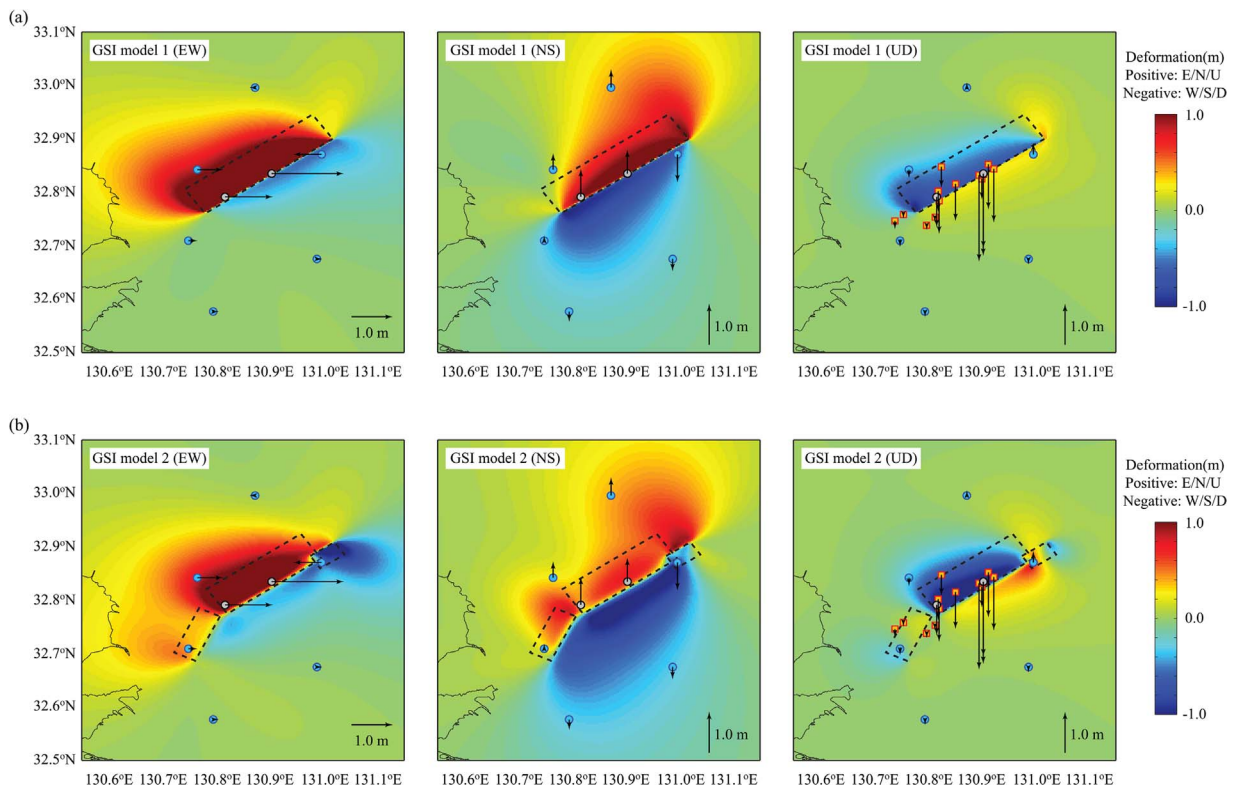 (a)
GSI model 1 (EW)
GSI model 1 (NS)
GSI model 1 (UD)
33.1°N
33.0°N
32.9°N
32.8°N
32.7°N
32.6°N
32.5°N
1.0 m
1.0 m
1.0 m
130.6°E 130.7°E 130.8°E 130.9°E 131.0°E 131.1°E
130.6°E 130.7°E 130.8°E 130.9°E 131.0°E 131.1°E
130.6°E 130.7°E 130.8°E 130.9°E 131.0°E 131.1°E
Deformation(m)
Positive: E/N/U
Negative: W/S/D
1.0
0.0
-1.0
(b)
GSI model 2 (EW)
GSI model 2 (NS)
GSI model 2 (UD)
33.1°N
33.0°N
32.9°N
32.8°N
32.7°N
32.6°N
32.5°N
1.0 m
1.0 m
1.0 m
130.6°E 130.7°E 130.8°E 130.9°E 131.0°E 131.1°E
130.6°E 130.7°E 130.8°E 130.9°E 131.0°E 131.1°E
130.6°E 130.7°E 130.8°E 130.9°E 131.0°E 131.1°E
Deformation(m)
Positive: E/N/U
Negative: W/S/D
1.0
0.0
-1.0